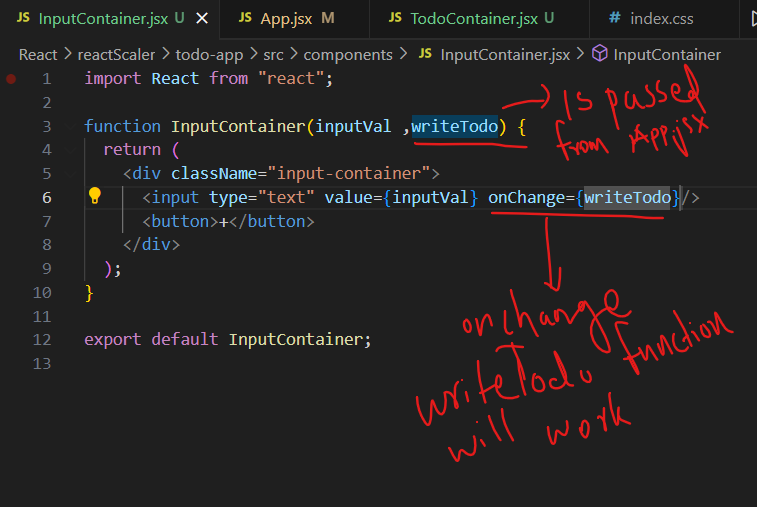 JS InputContainer.jsx U × JS App.jsx M JS TodoContainer.jsx U # index.css
React > reactScaler > todo-app > src > components > JS InputContainer.jsx > InputContainer
1 import React from "react";
2
3 function InputContainer(inputVal ,writeTodo) {
4 return (
5 <div className="input-container">
6 <input type="text" value={inputVal} onChange={writeTodo}/>
7 <button>+</button>
8 </div>
9 );
10 }
11
12 export default InputContainer;
13
is passed
from App.jsx
onchange
writeTodo function
will work